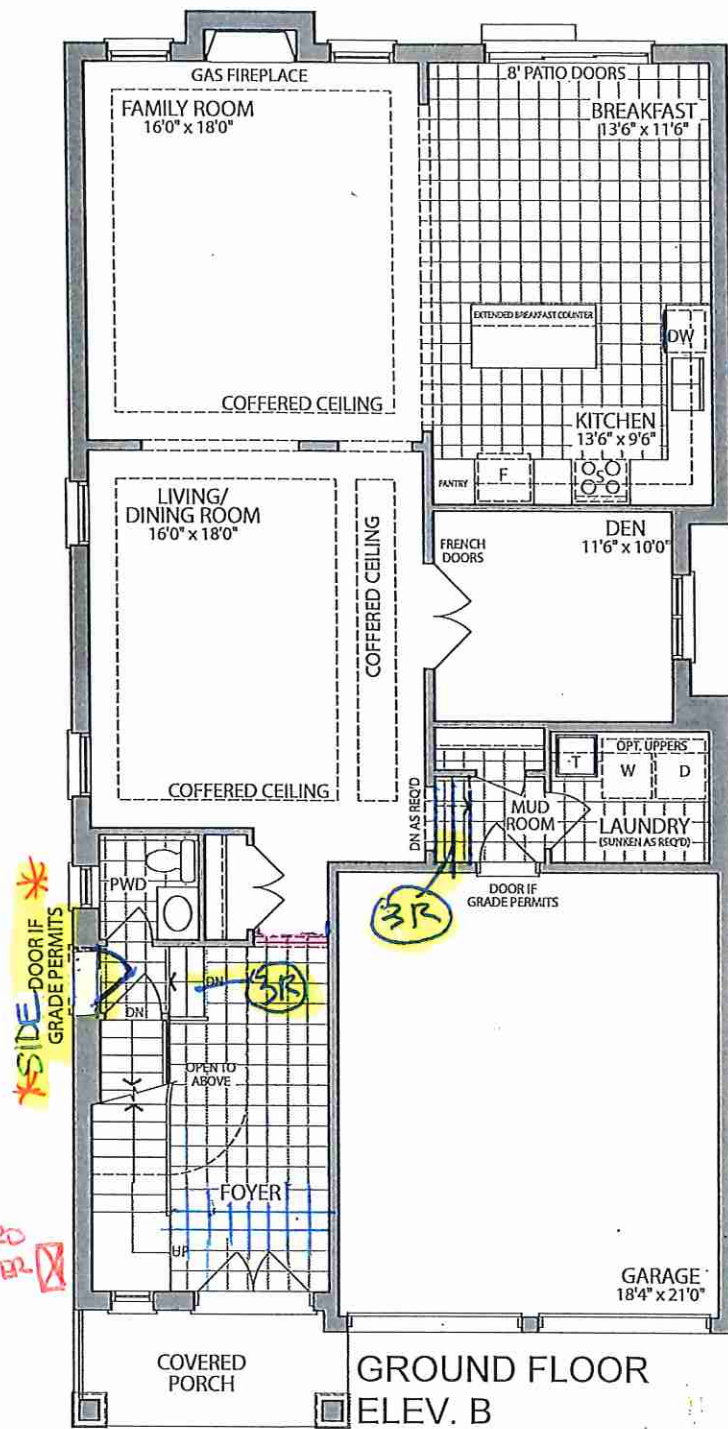 GAS FIREPLACE
8' PATIO DOORS
FAMILY ROOM
16'0" x 18'0"
BREAKFAST
13'6" x 11'6"
EXTENDED BREAKFAST COUNTER
DW
COFFERED CEILING
KITCHEN
13'6" x 9'6"
PANTRY
F
S
LIVING/
DINING ROOM
16'0" x 18'0"
COFFERED CEILING
FRENCH
DOORS
DEN
11'6" x 10'0"
COFFERED CEILING
DN AS REQ'D
T
OPT. UPPERS
W
D
MUD
ROOM
LAUNDRY
(SUNKEN AS REQ'D)
PWD
3R
DOOR IF
GRADE PERMITS
*SIDE DOOR IF *
GRADE PERMITS
DN
3R
DN
OPEN TO
ABOVE
FOYER
UP
GARAGE
18'4" x 21'0"
COVERED
PORCH
GROUND FLOOR
ELEV. B